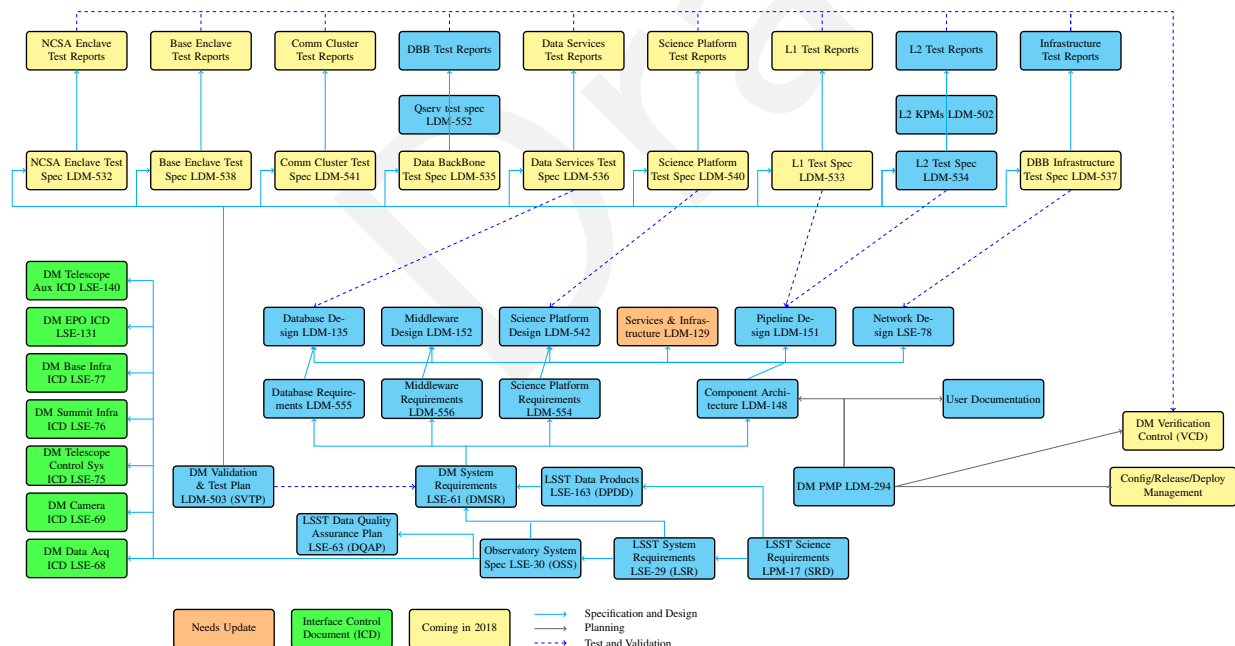 NCSA Enclave
Test Reports
Base Enclave
Test Reports
Comm Cluster
Test Reports
DBB Test Reports
Data Services
Test Reports
Science Platform
Test Reports
L1 Test Reports
L2 Test Reports
Infrastructure
Test Reports
Qserv test spec
LDM-552
L2 KPMs LDM-502
NCSA Enclave Test
Spec LDM-532
Base Enclave Test
Spec LDM-538
Comm Cluster Test
Spec LDM-541
Data BackBone
Test Spec LDM-535
Data Services Test
Spec LDM-536
Science Platform
Test Spec LDM-540
L1 Test Spec
LDM-533
L2 Test Spec
LDM-534
DBB Infrastructure
Test Spec LDM-537
DM Telescope
Aux ICD LSE-140
DM EPO ICD
LSE-131
DM Base Infra
ICD LSE-77
DM Summit Infra
ICD LSE-76
DM Telescope
Control Sys
ICD LSE-75
DM Camera
ICD LSE-69
DM Data Acq
ICD LSE-68
Database De-
sign LDM-135
Middleware
Design LDM-152
Science Platform
Design LDM-542
Services & Infras-
tructure LDM-129
Pipeline De-
sign LDM-151
Network De-
sign LSE-78
Database Require-
ments LDM-555
Middleware
Requirements
LDM-556
Science Platform
Requirements
LDM-554
Component Archi-
tecture LDM-148
User Documentation
DM Verification
Control (VCD)
DM Validation
& Test Plan
LDM-503 (SVTP)
DM System
Requirements
LSE-61 (DMSR)
LSST Data Products
LSE-163 (DPDD)
DM PMP LDM-294
Config/Release/Deploy
Management
LSST Data Quality
Assurance Plan
LSE-63 (DQAP)
Observatory System
Spec LSE-30 (OSS)
LSST System
Requirements
LSE-29 (LSR)
LSST Science
Requirements
LPM-17 (SRD)
Needs Update
Interface Control
Document (ICD)
Coming in 2018
Specification and Design
Planning
Test and Validation